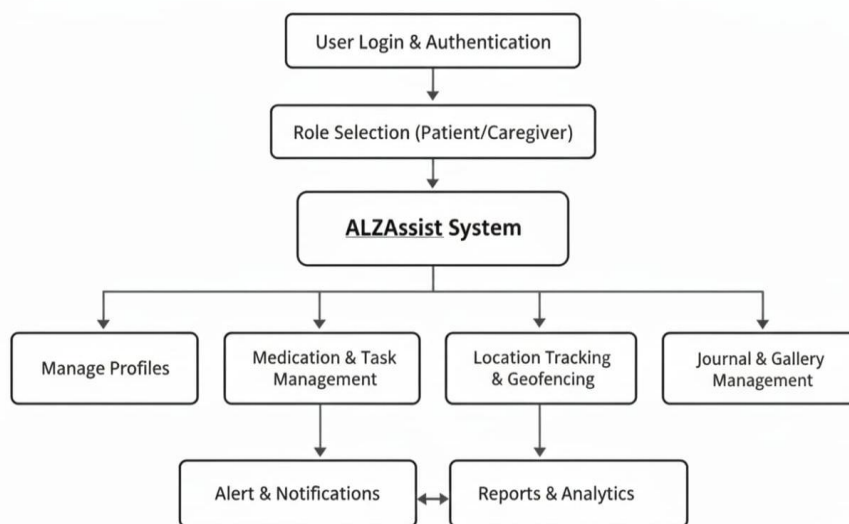 User Login & Authentication
Role Selection (Patient/Caregiver)
ALZAssist System
Manage Profiles
Medication & Task
Management
Location Tracking
& Geofencing
Journal & Gallery
Management
Alert & Notifications
Reports & Analytics